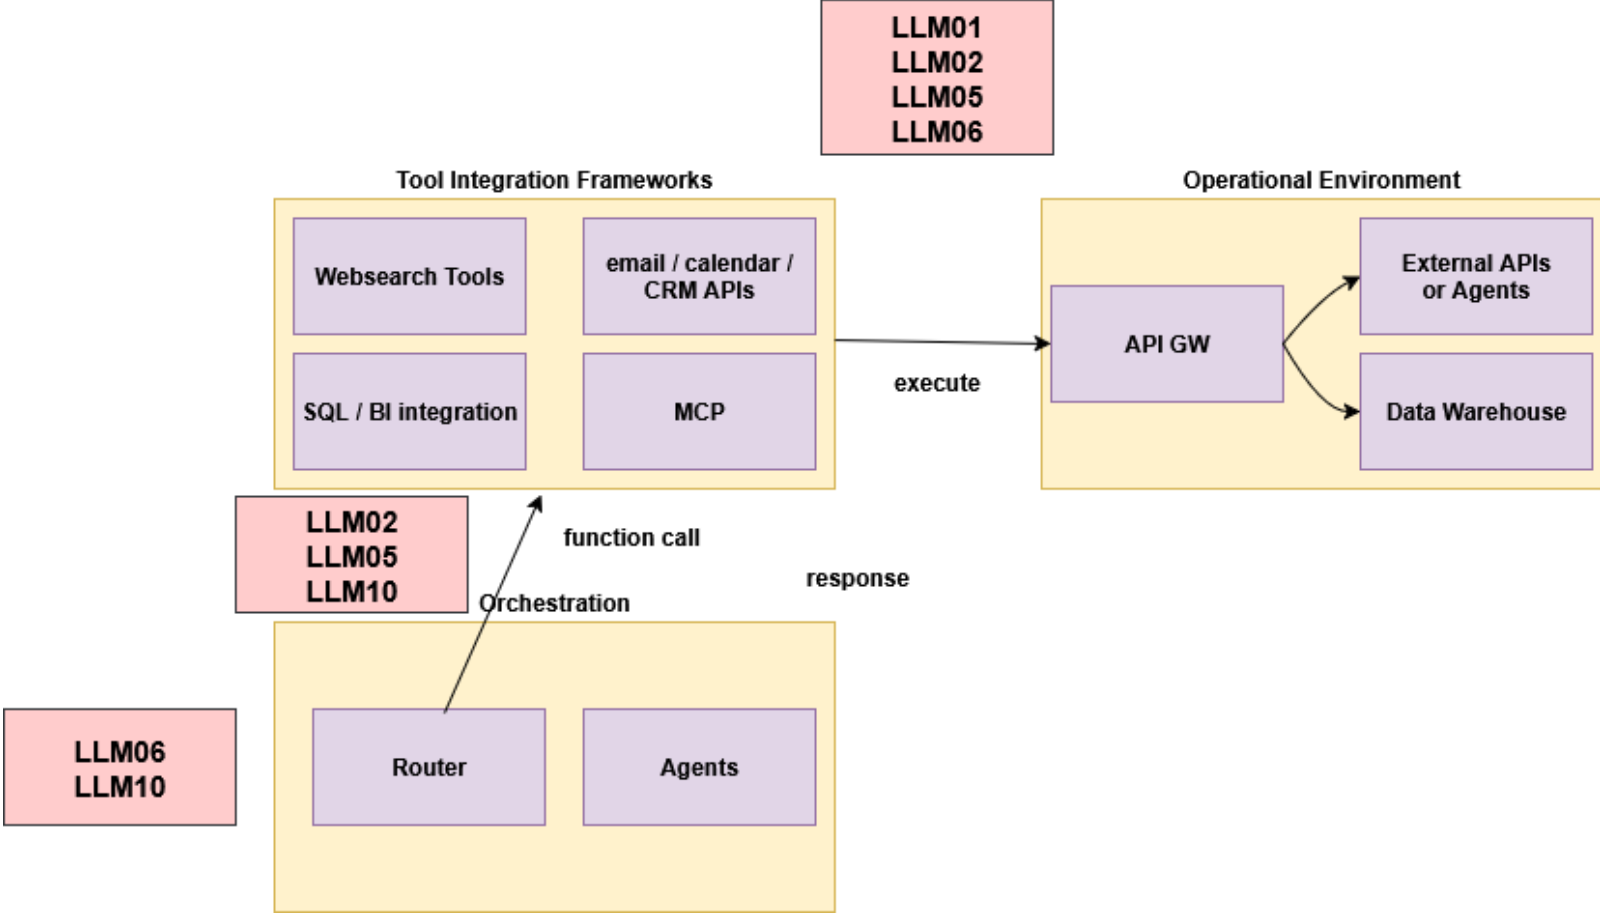 LLM01
LLM02
LLM05
LLM06
Tool Integration Frameworks
Operational Environment
Websearch Tools
email / calendar /
CRM APIs
External APIs
or Agents
API GW
execute
SQL / BI integration
MCP
Data Warehouse
LLM02
LLM05
LLM10
function call
response
Orchestration
LLM06
LLM10
Router
Agents